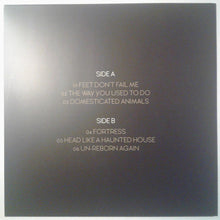 SIDE A
01 FEET DON'T FAIL ME
02 THE WAY YOU USED TO DO
03 DOMESTICATED ANIMALS
SIDE B
04 FORTRESS
05 HEAD LIKE A HAUNTED HOUSE
06 UN-REBORN AGAIN